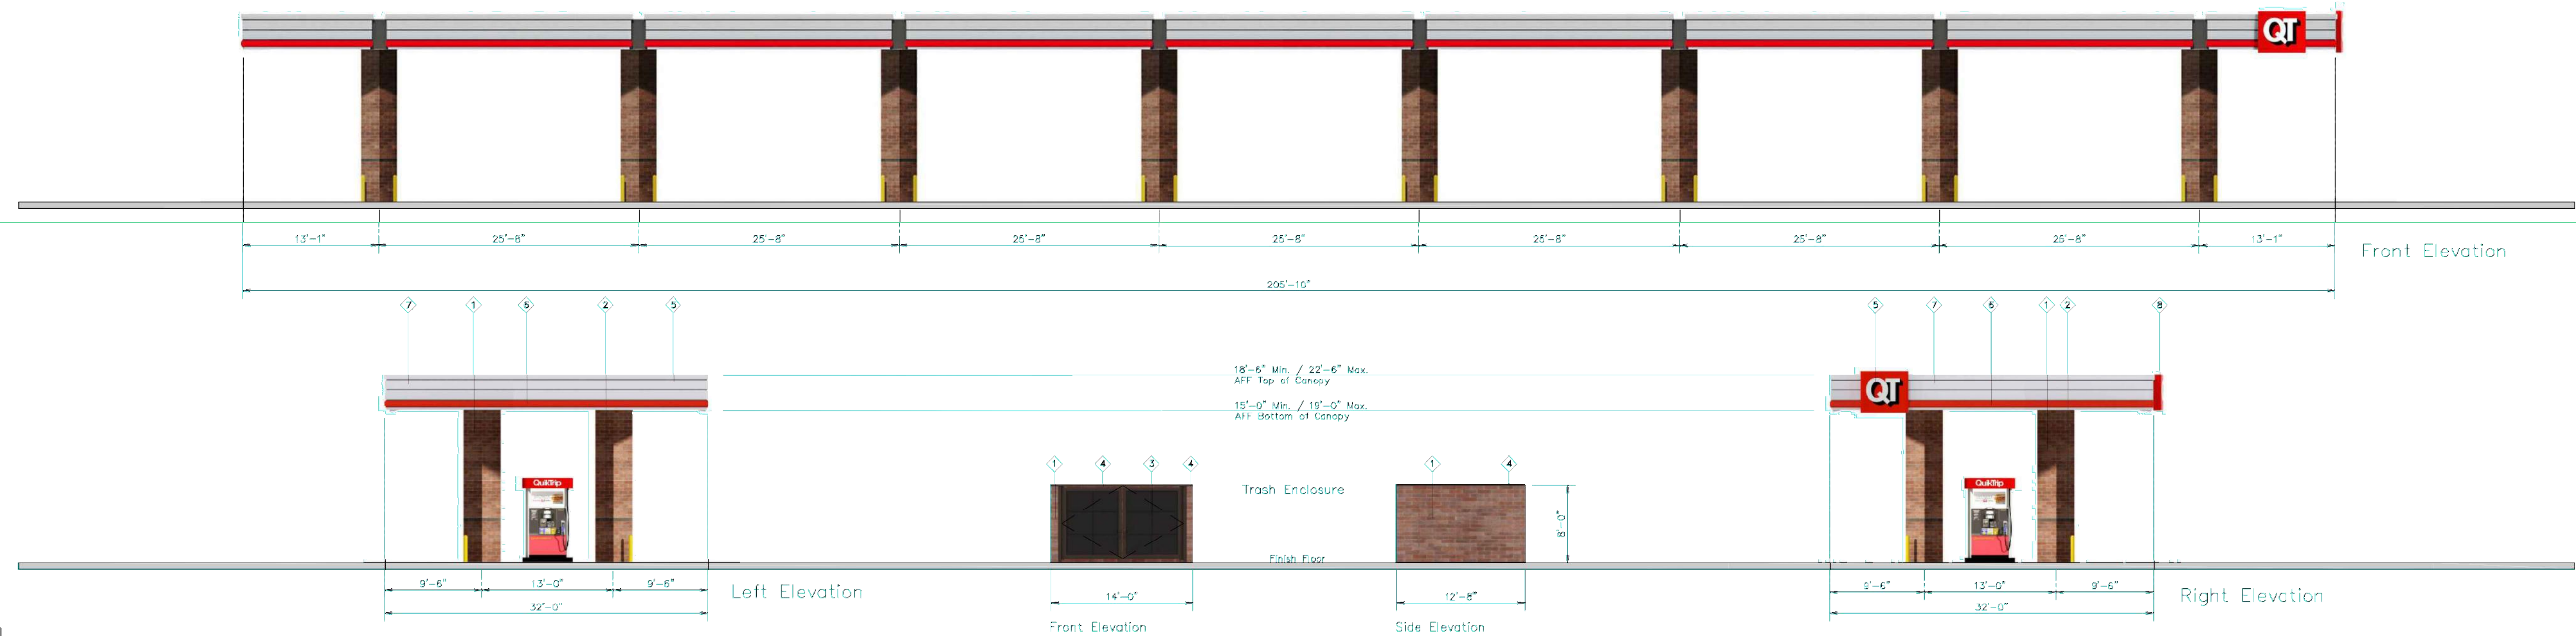 QT
13'-1" 25'-8" 25'-8" 25'-8" 25'-8" 25'-8" 25'-8" 25'-8" 13'-1"
Front Elevation
205'-10"
7 1 6 2 5
5 7 6 1 2 8
18'-6" Min. / 22'-6" Max.
AFF Top of Canopy
QT
15'-0" Min. / 19'-0" Max.
AFF Bottom of Canopy
1 4 3 4
1 4
QuikTrip
QuikTrip
Trash Enclosure
8'-0"
Finish Floor
9'-6" 13'-0" 9'-6"
Left Elevation
32'-0"
14'-0"
12'-8"
9'-6" 13'-0" 9'-6"
Right Elevation
32'-0"
Front Elevation
Side Elevation